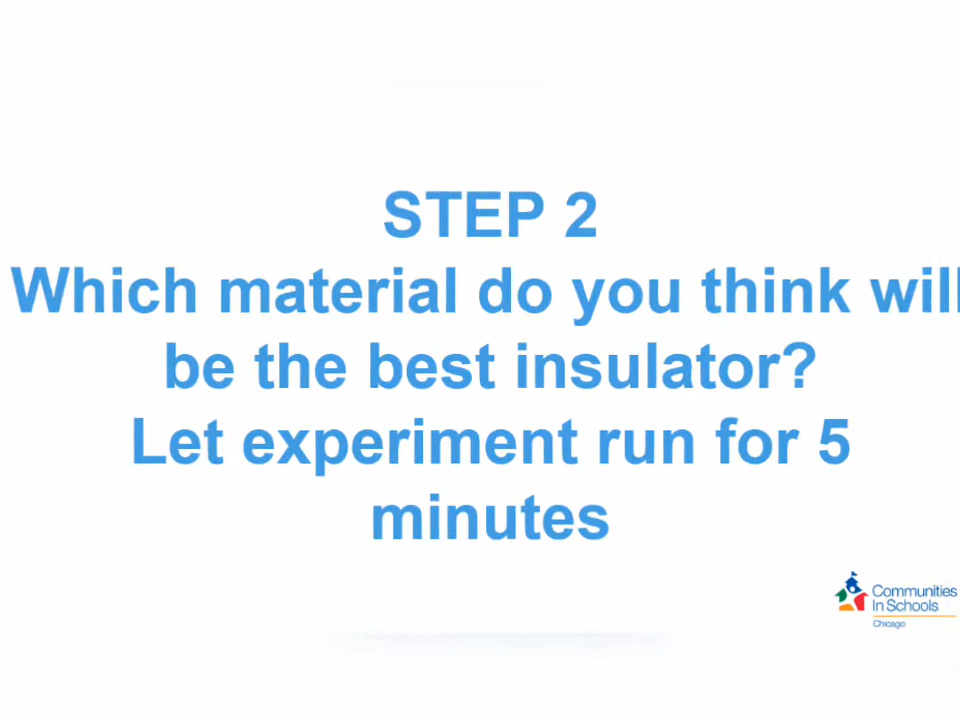 STEP 2
Which material do you think will
be the best insulator?
Let experiment run for 5
minutes
Communities
In Schools
Chicago